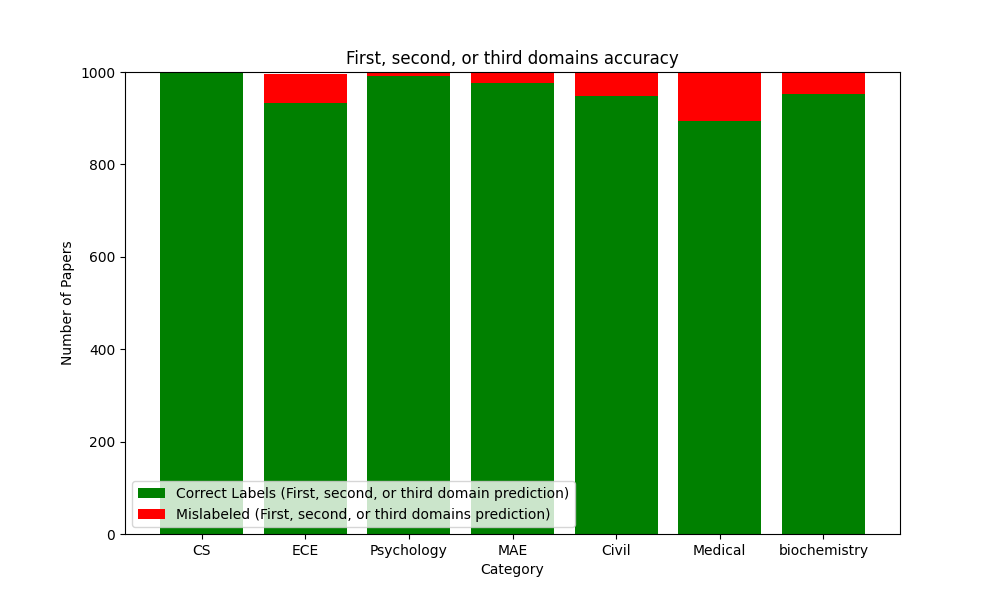 First, second, or third domains accuracy
Number of Papers
1000
800
600
400
200
0
Correct Labels (First, second, or third domain prediction)
Mislabeled (First, second, or third domains prediction)
CS ECE Psychology MAE Civil Medical biochemistry
Category